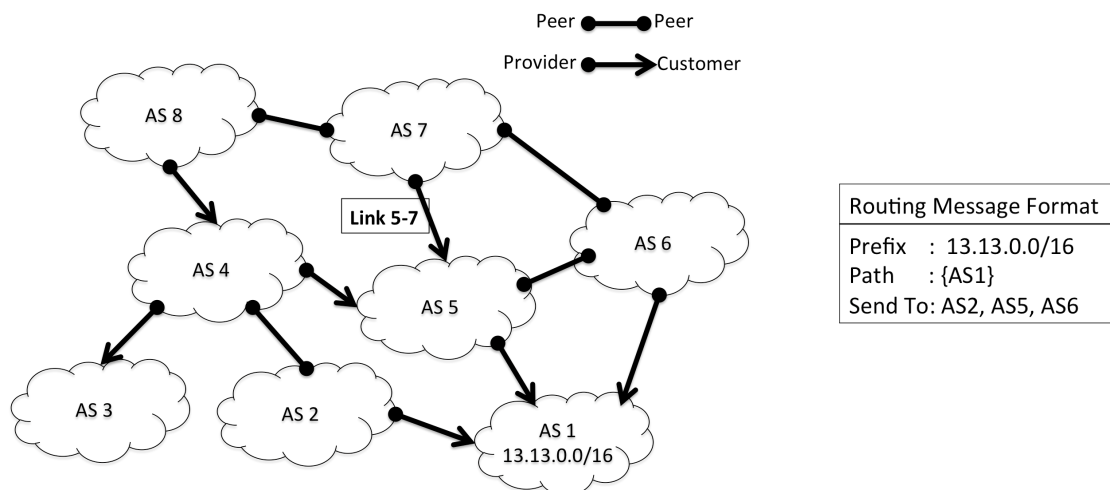 Peer Peer
Provider Customer
AS 8
AS 7
Link 5-7
AS 6
AS 4
AS 5
AS 3
AS 2
AS 1
13.13.0.0/16
Routing Message Format
Prefix : 13.13.0.0/16
Path : {AS1}
Send To: AS2, AS5, AS6